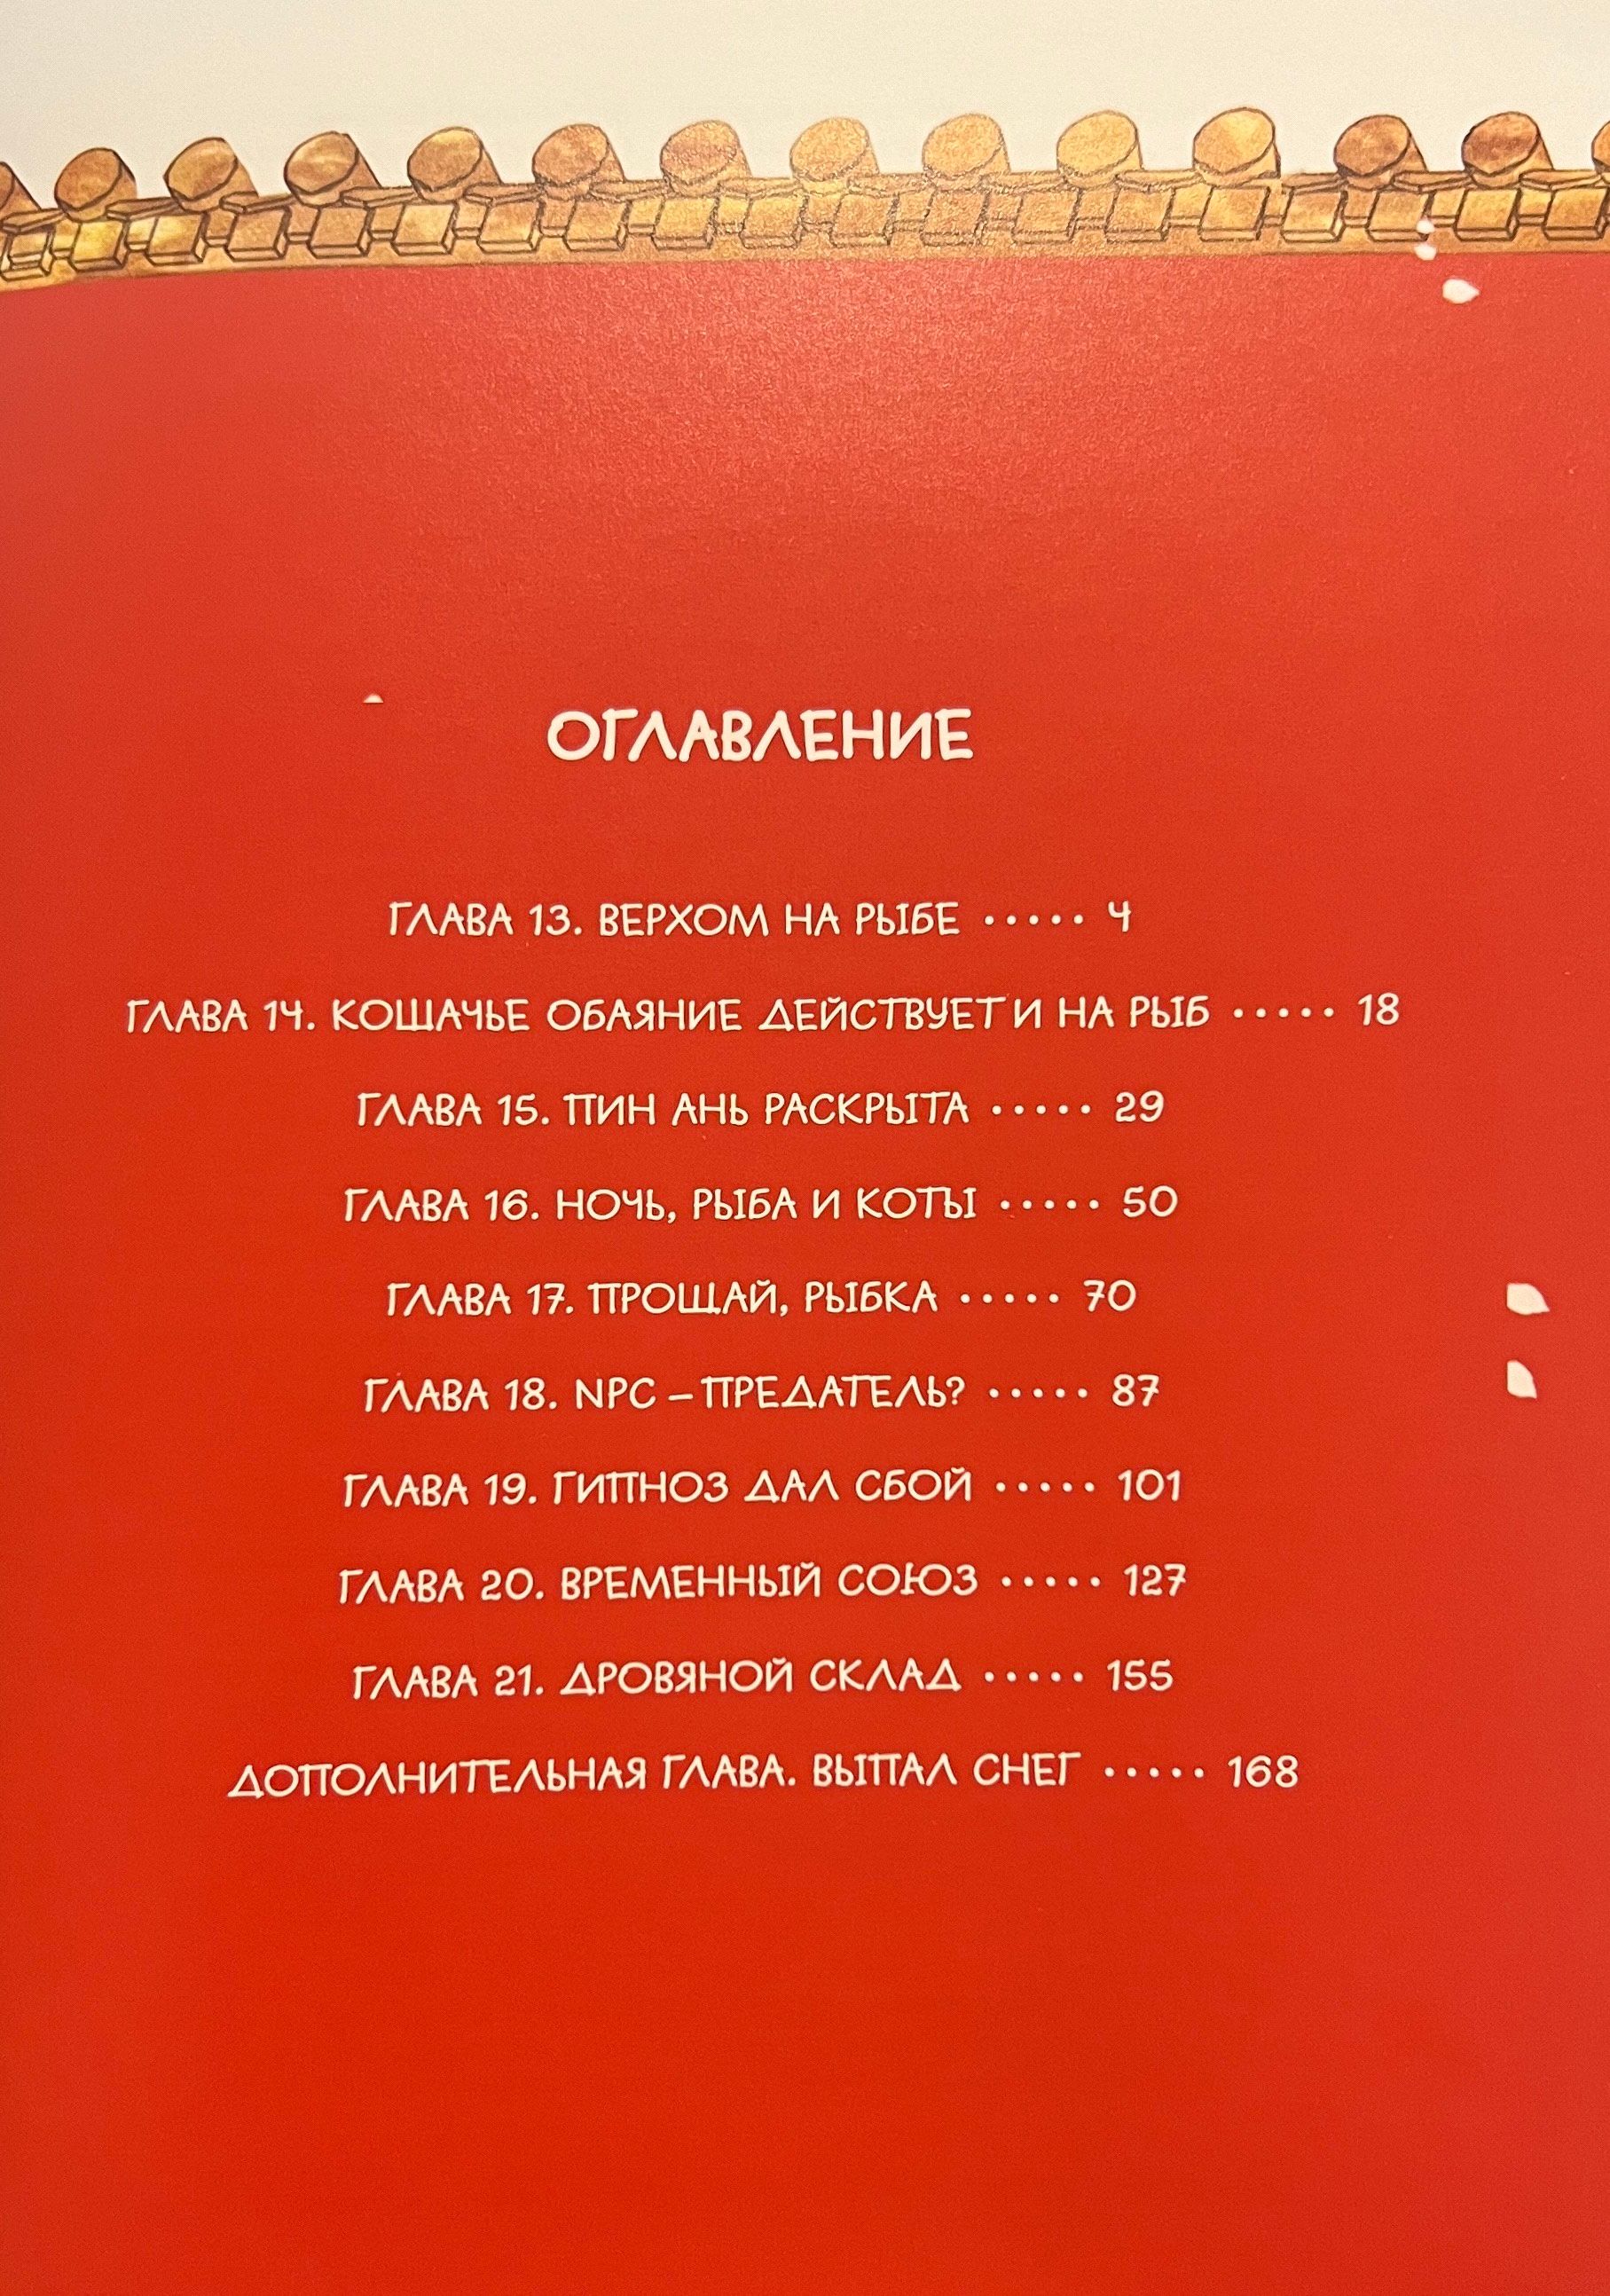 ОГЛАВЛЕНИЕ
ГЛАВА 13. ВЕРХОМ НА РЫБЕ ..... 4
ГЛАВА 14. КОШАЧЬЕ ОБАЯНИЕ ДЕЙСТВУЕТ И НА РЫБ ..... 18
ГЛАВА 15. ПИН АНЬ РАСКРЫТА ..... 29
ГЛАВА 16. НОЧЬ, РЫБА И КОТЫ ..... 50
ГЛАВА 17. ПРОЩАЙ, РЫБКА ..... 70
ГЛАВА 18. NPC – ПРЕДАТЕЛЬ? ..... 87
ГЛАВА 19. ГИПНОЗ ДАЛ СБОЙ ..... 101
ГЛАВА 20. ВРЕМЕННЫЙ СОЮЗ ..... 127
ГЛАВА 21. ДРОВЯНОЙ СКЛАД ..... 155
ДОПОЛНИТЕЛЬНАЯ ГЛАВА. ВЫПАЛ СНЕГ ..... 168